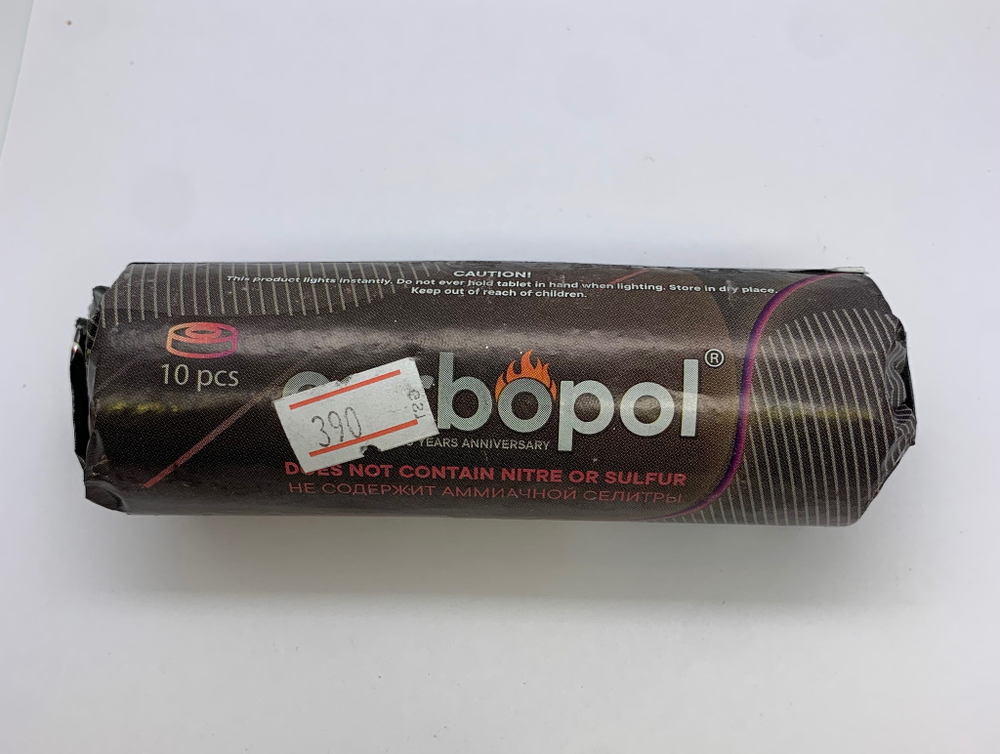 CAUTION!
This product lights instantly. Do not ever hold tablet in hand when lighting. Store in dry place.
Keep out of reach of children.
10 pcs
bopol®
390
YEARS ANNIVERSARY
DOES NOT CONTAIN NITRE OR SULFUR
НЕ СОДЕРЖИТ АММИАЧНОЙ СЕЛИТРЫ